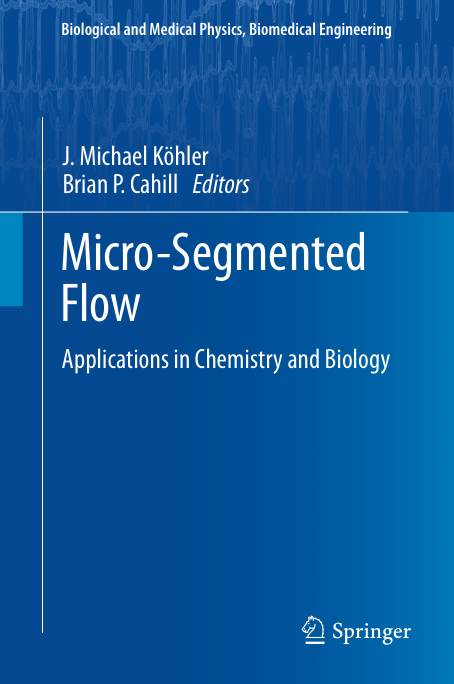 Biological and Medical Physics, Biomedical Engineering
J. Michael Köhler
Brian P. Cahill Editors
Micro-Segmented
Flow
Applications in Chemistry and Biology
Springer